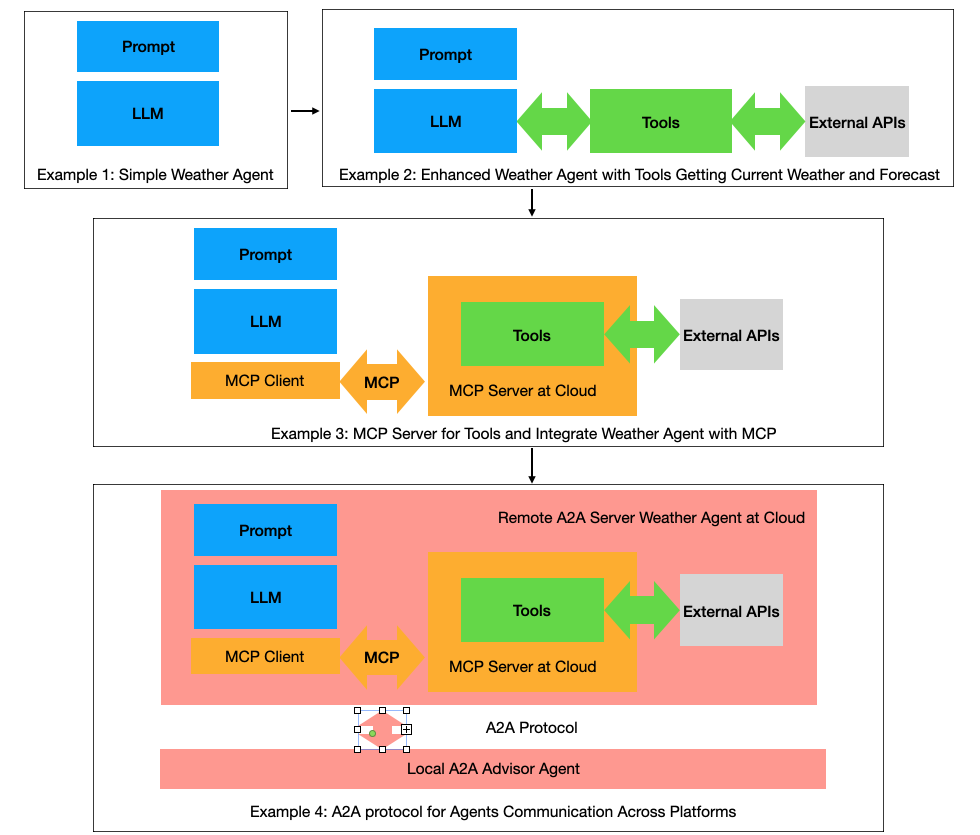 Prompt
LLM
Example 1: Simple Weather Agent
Prompt
LLM
Tools
External APIs
Example 2: Enhanced Weather Agent with Tools Getting Current Weather and Forecast
Prompt
LLM
MCP Client
MCP
Tools
MCP Server at Cloud
External APIs
Example 3: MCP Server for Tools and Integrate Weather Agent with MCP
Remote A2A Server Weather Agent at Cloud
Prompt
LLM
MCP Client
MCP
Tools
MCP Server at Cloud
External APIs
A2A Protocol
Local A2A Advisor Agent
Example 4: A2A protocol for Agents Communication Across Platforms